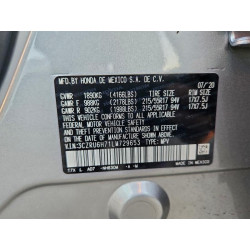 MFD. BY HONDA DE MEXICO S.A. DE C.V. 07/20
GVWR 1890KG (4166LBS)
GAWR F 988KG (2178LBS) 215/55R17 94V 17X7.5J
GAWR R 902KG (1988LBS) 215/55R17 94V 17X7.5J
THIS VEHICLE CONFORMS TO ALL APPLICABLE
FEDERAL MOTOR VEHICLE SAFETY, BUMPER, AND
THEFT PREVENTION STANDARDS IN EFFECT ON THE
DATE OF MANUFACTURE SHOWN ABOVE.
V.I.N:3CZRU6H71LM729653 TYPE: MPV